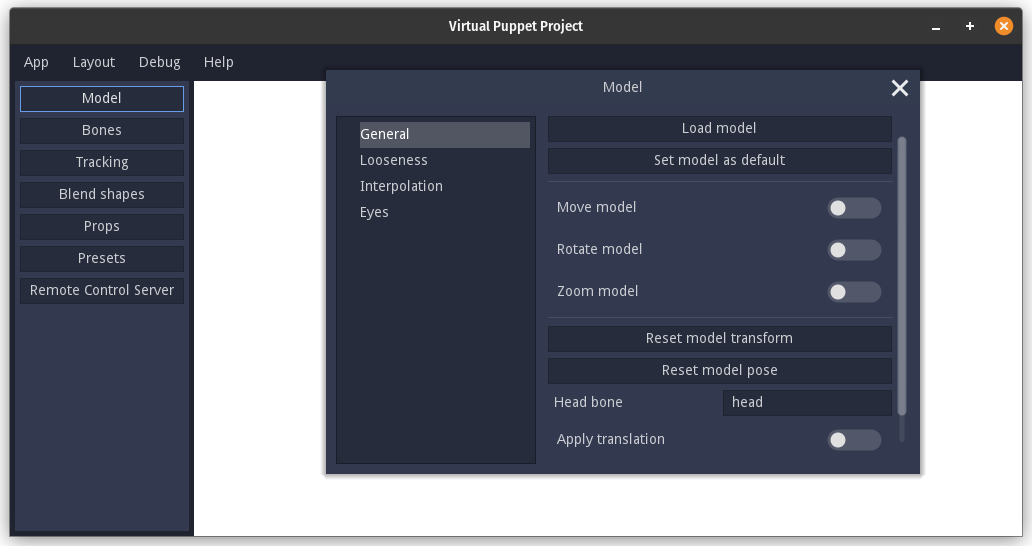 Virtual Puppet Project
App Layout Debug Help
Model
Bones
Tracking
Blend shapes
Props
Presets
Remote Control Server
Model
General
Looseness
Interpolation
Eyes
Load model
Set model as default
Move model
Rotate model
Zoom model
Reset model transform
Reset model pose
Head bone head
Apply translation